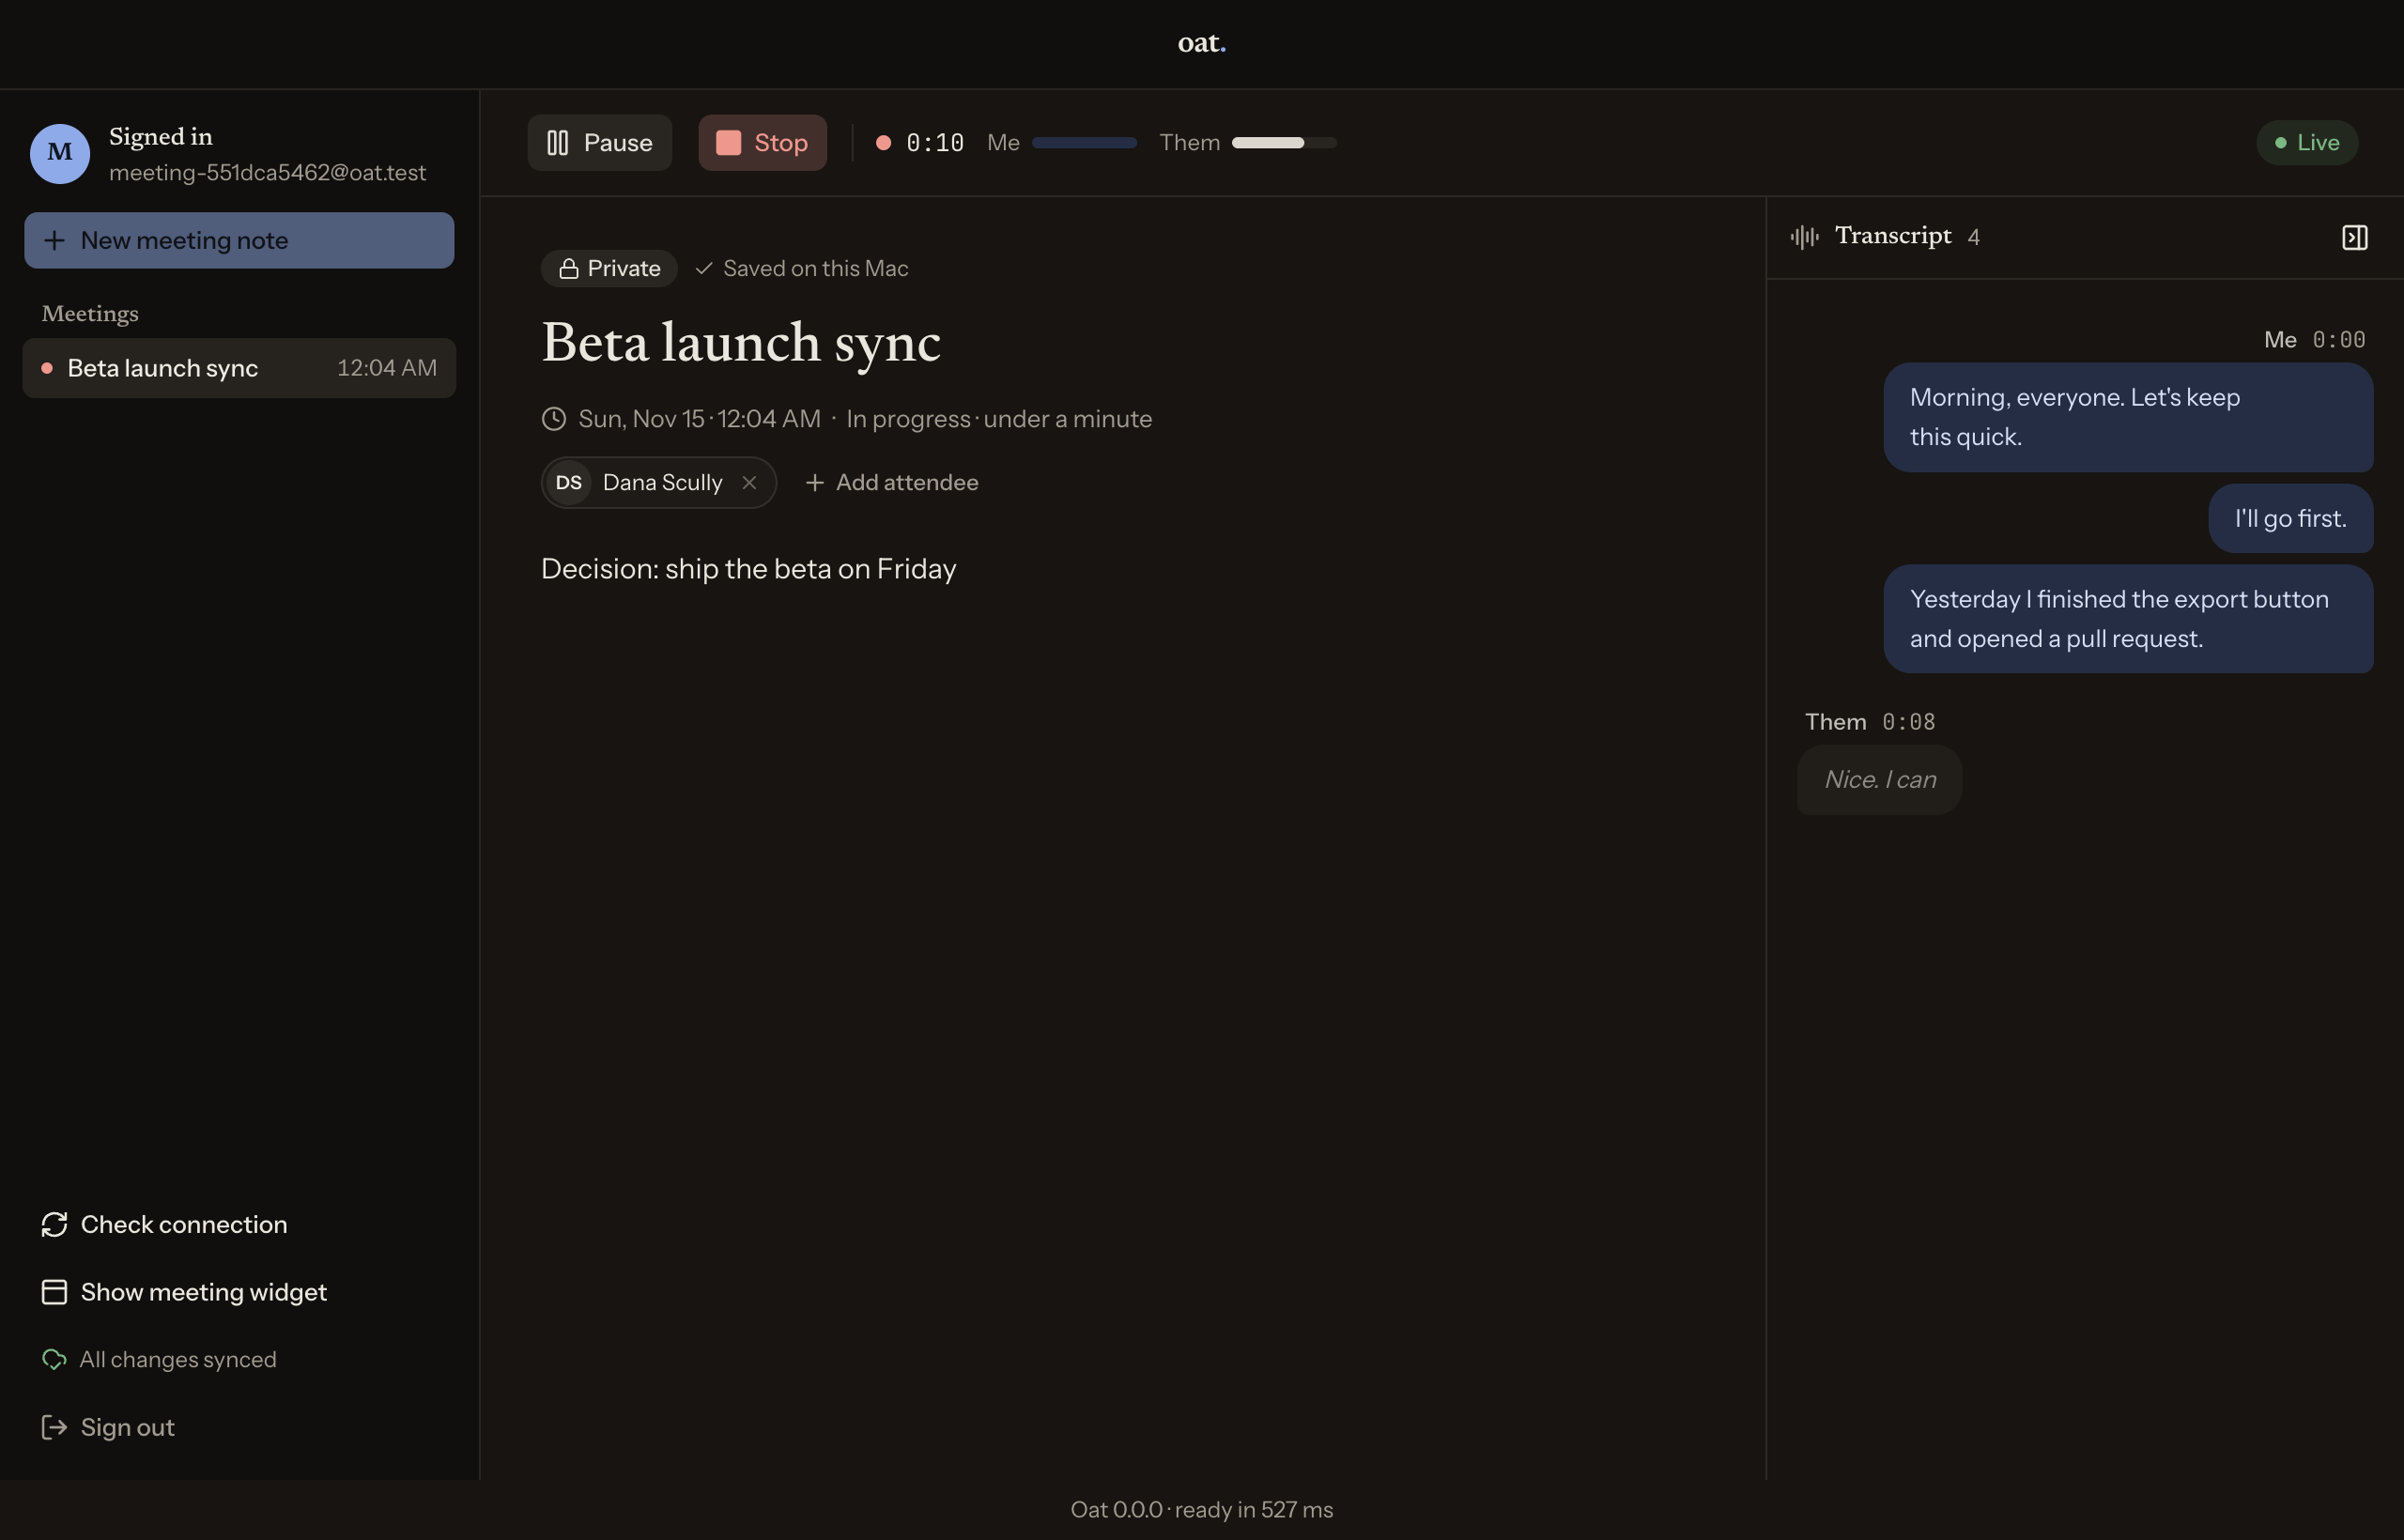 oat.
M
Signed in
meeting-551dca5462@oat.test
New meeting note
Meetings
Beta launch sync 12:04 AM
Check connection
Show meeting widget
All changes synced
Sign out
Pause
Stop
0:10
Me
Them
Live
Private
Saved on this Mac
Beta launch sync
Sun, Nov 15 · 12:04 AM · In progress · under a minute
DS Dana Scully
Add attendee
Decision: ship the beta on Friday
Transcript 4
Me 0:00
Morning, everyone. Let's keep
this quick.
I'll go first.
Yesterday I finished the export button
and opened a pull request.
Them 0:08
Nice. I can
Oat 0.0.0 · ready in 527 ms